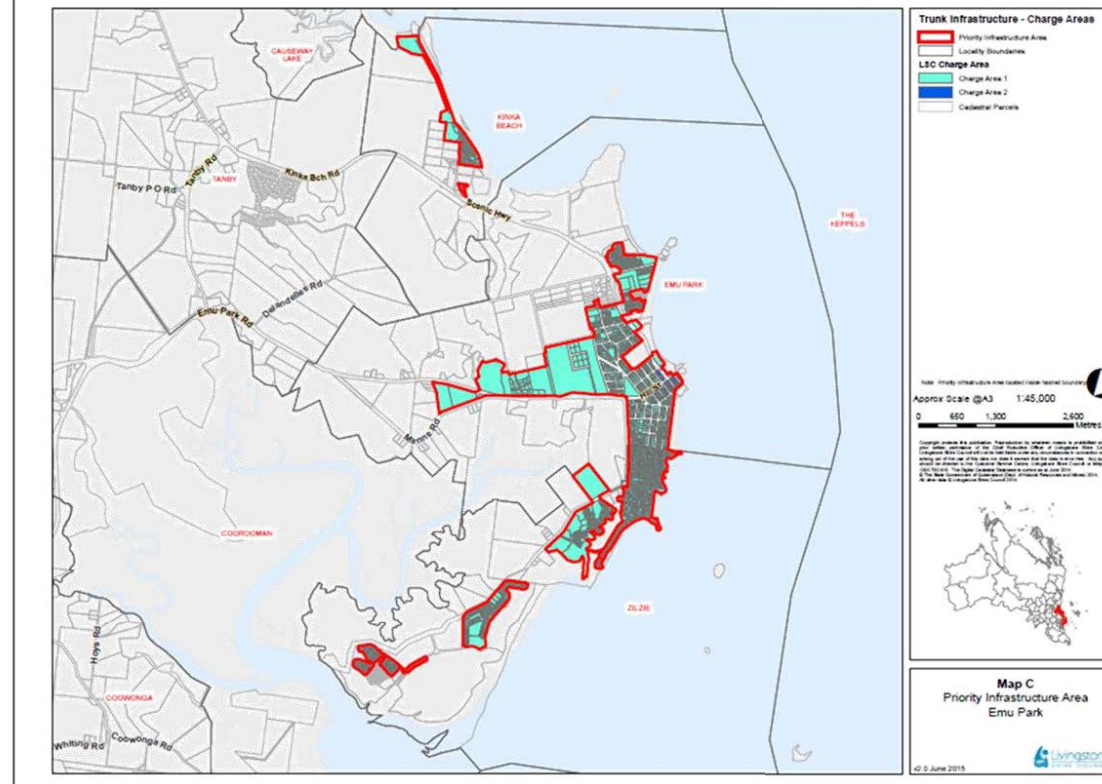 CAUSEWAY
LAKE
KINKA
BEACH
Tanby Rd
TANBY
Kinka Bch Rd
Tanby P O Rd
Scenic Hwy
THE
KEPPELS
EMU PARK
Delandelles Rd
Emu Park Rd
Hill St
Manns Rd
COOROOMAN
ZILZIE
Hoys Rd
COOWONGA
Whiting Rd
Coowonga Rd
Trunk Infrastructure - Charge Areas
Priority Infrastructure Area
Locality Boundaries
LSC Charge Area
Charge Area 1
Charge Area 2
Cadastral Parcels
Approx Scale @A3 1:45,000
0 650 1,300 2,600
Metres
Map C
Priority Infrastructure Area
Emu Park
Livingstone
v2.0 June 2015